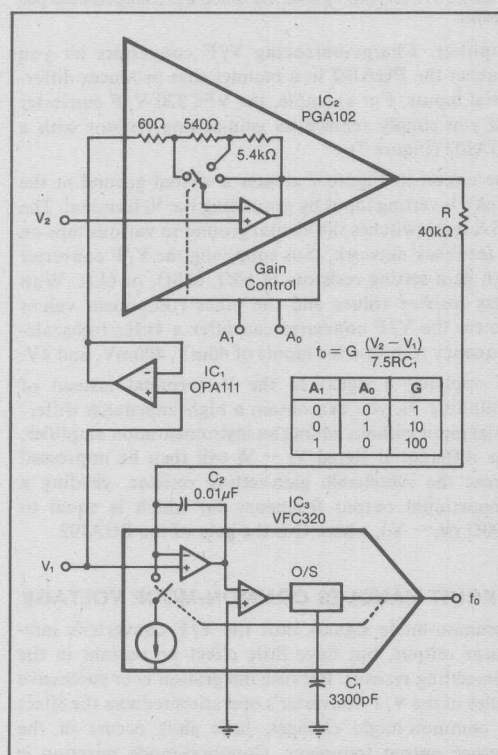 IC₂
PGA102
60Ω
540Ω
5.4kΩ
R
40kΩ
V₂
Gain
Control
A₁
A₀
f₀ = G (V₂ − V₁)
7.5RC₁
A₁ A₀ G
0 0 1
0 1 10
1 0 100
IC₁
OPA111
C₂
0.01μF
IC₃
VFC320
V₁
O/S
f₀
C₁
3300pF